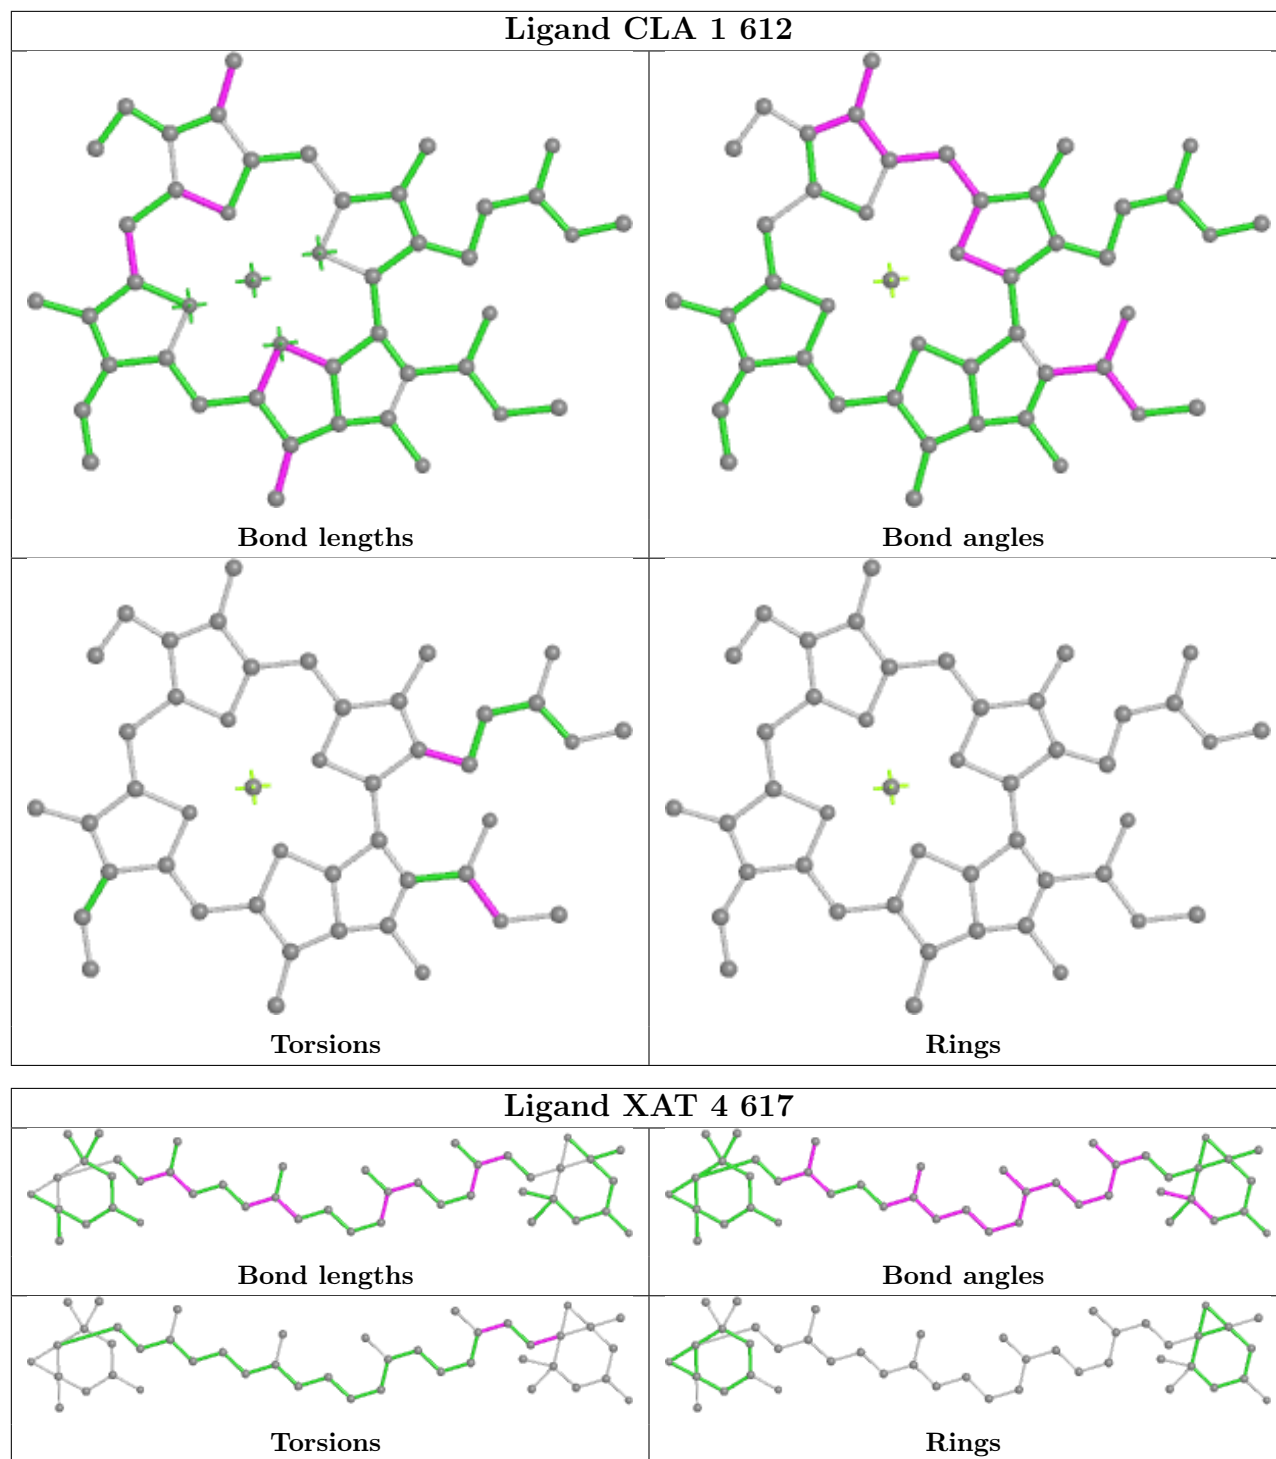 Ligand CLA 1 612
Bond lengths
Bond angles
Torsions
Rings
Ligand XAT 4 617
Bond lengths
Bond angles
Torsions
Rings